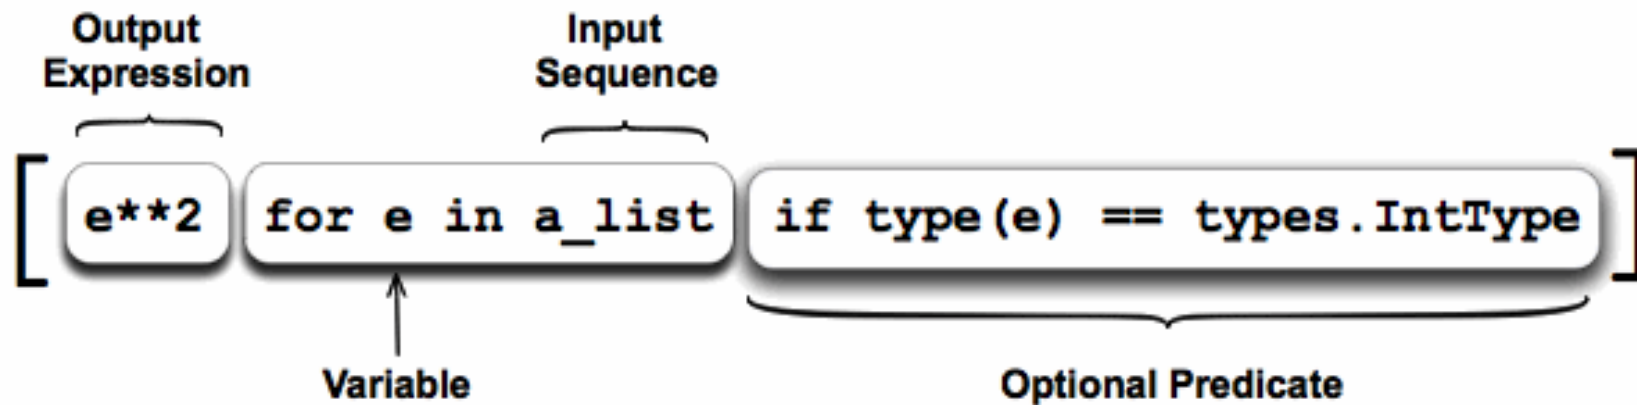 Output
Expression
Input
Sequence
[ e**2 for e in a_list if type(e) == types.IntType ]
Variable
Optional Predicate